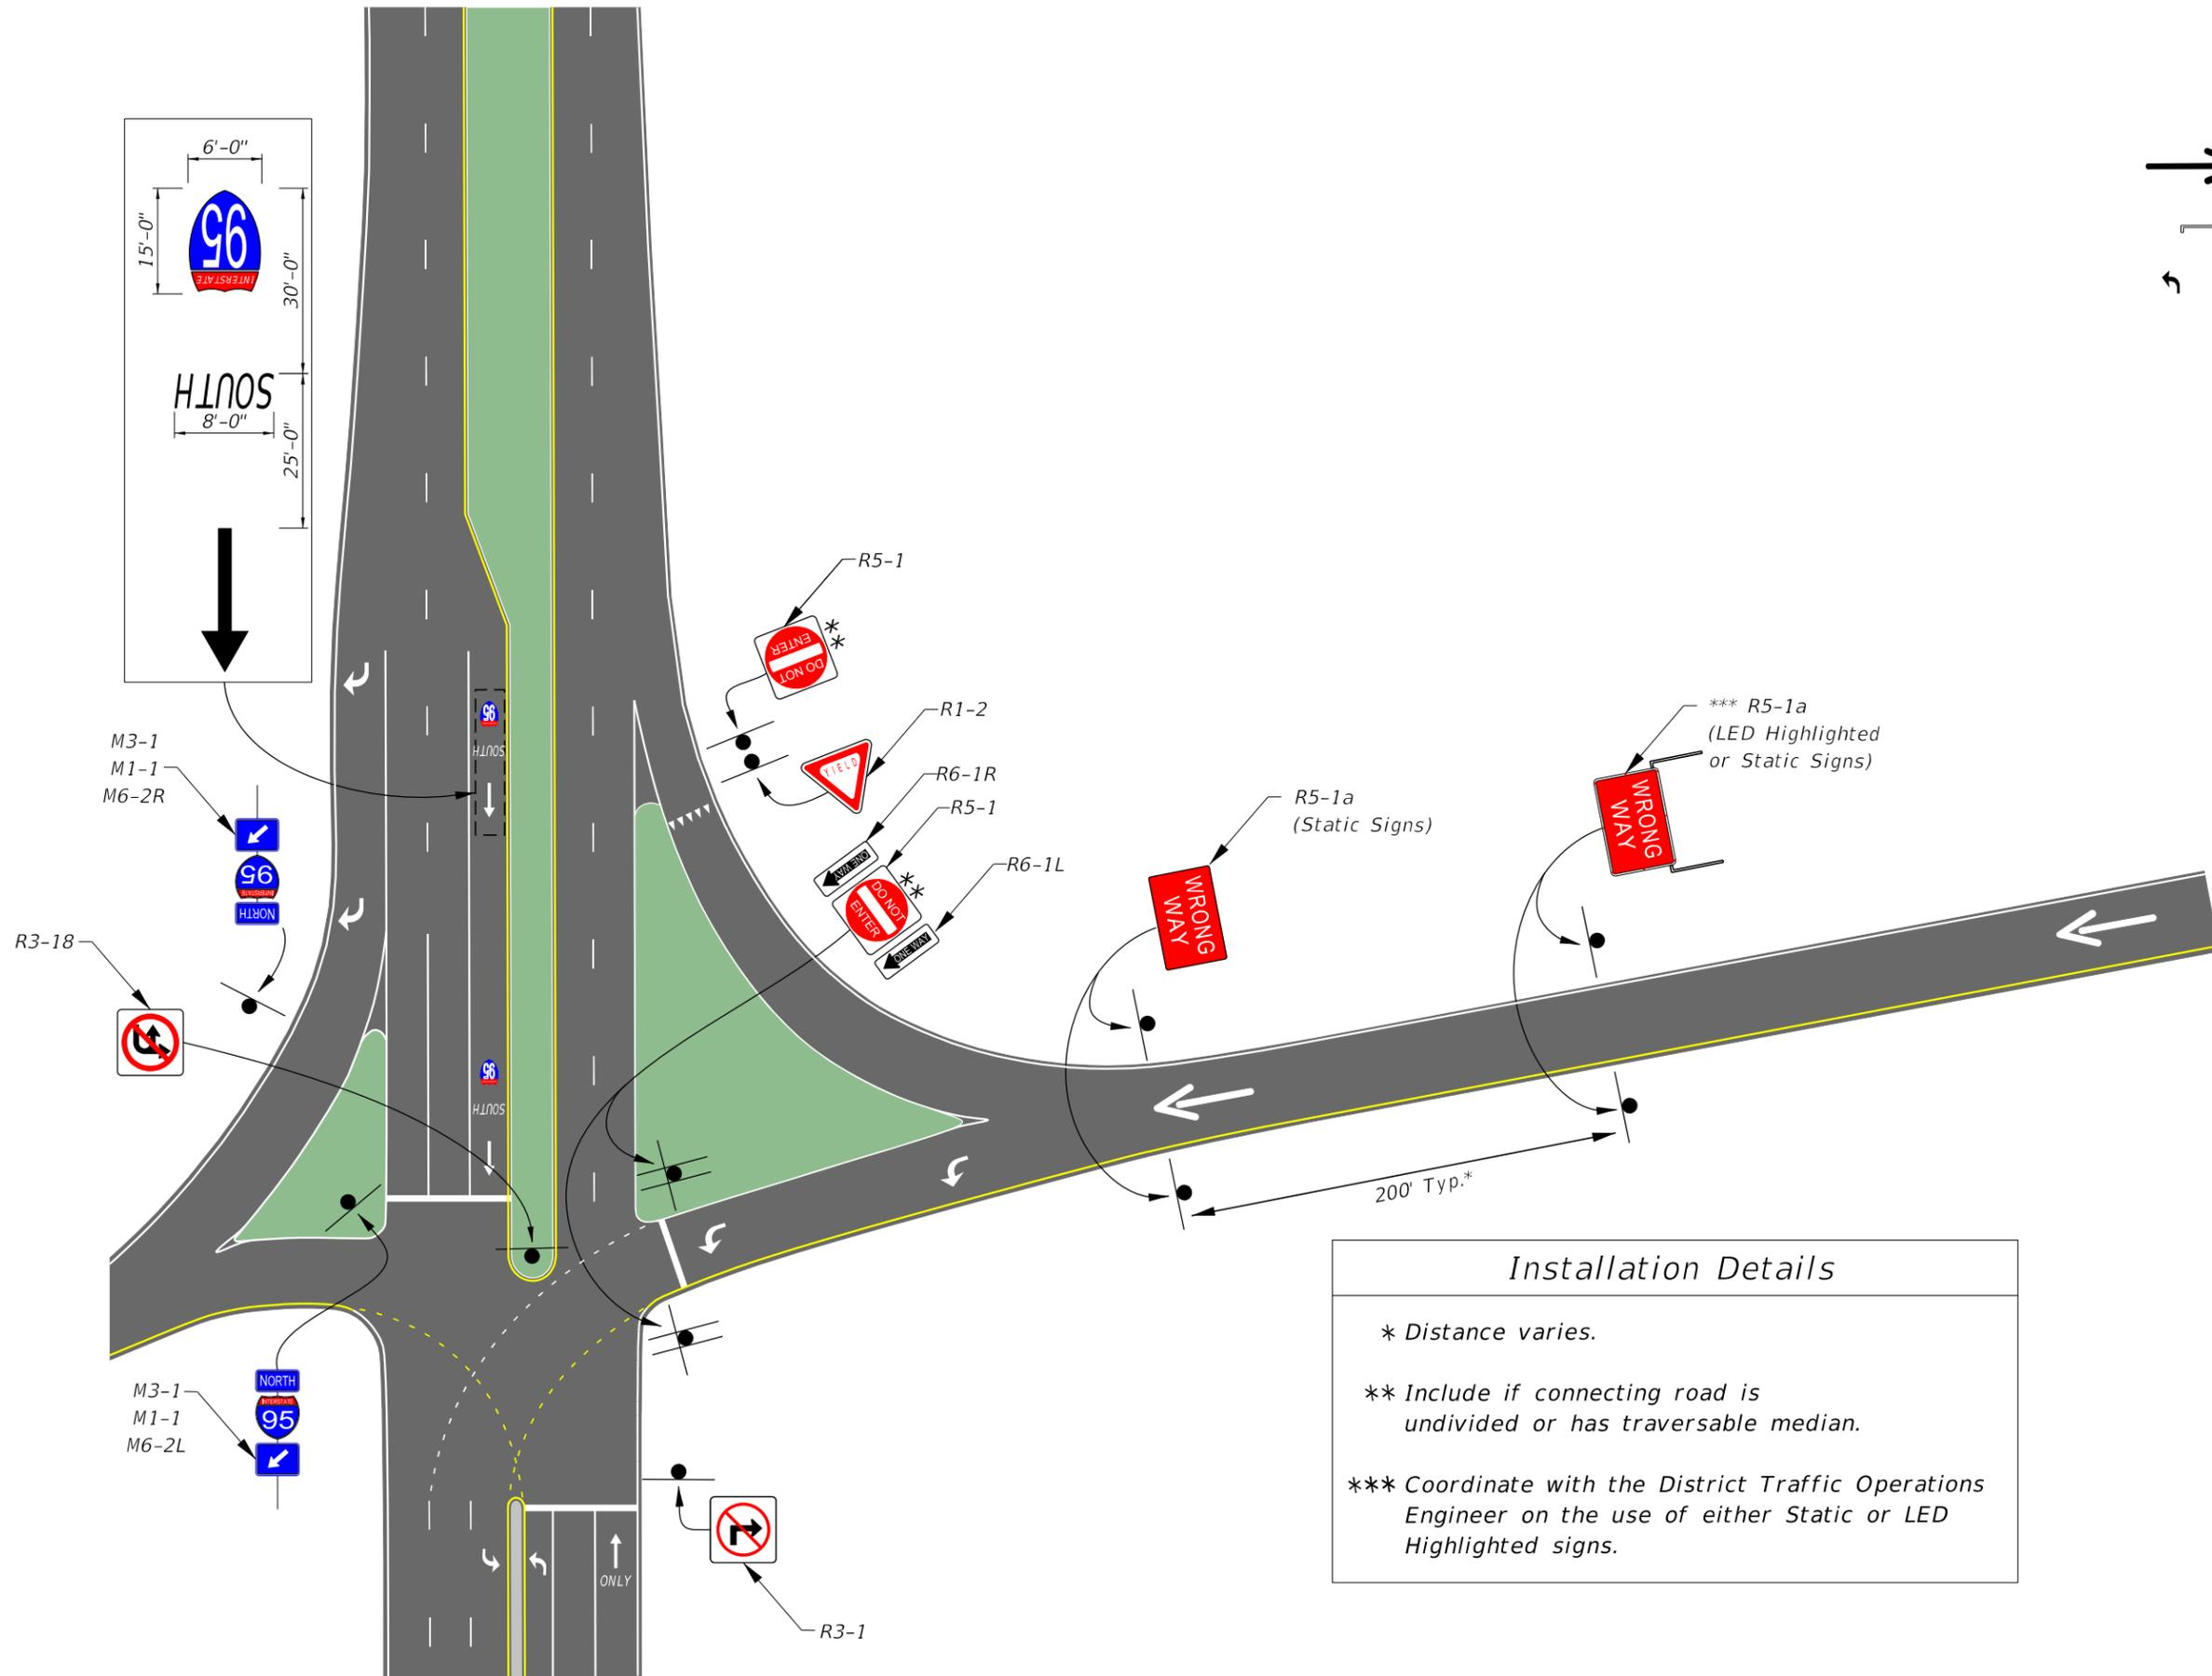 6'-0"
15'-0"
95
INTERSTATE
30'-0"
SOUTH
8'-0"
25'-0"
R5-1
DO NOT
ENTER
**
R1-2
YIELD
R6-1R
ONE WAY
R5-1
DO NOT
ENTER
**
R6-1L
ONE WAY
95
SOUTH
M3-1
M1-1
M6-2R
95
INTERSTATE
NORTH
R3-18
95
SOUTH
R5-1a
(Static Signs)
WRONG
WAY
*** R5-1a
(LED Highlighted
or Static Signs)
WRONG
WAY
200' Typ.*
M3-1
M1-1
M6-2L
NORTH
INTERSTATE
95
ONLY
R3-1
Installation Details
* Distance varies.
** Include if connecting road is
undivided or has traversable median.
*** Coordinate with the District Traffic Operations
Engineer on the use of either Static or LED
Highlighted signs.